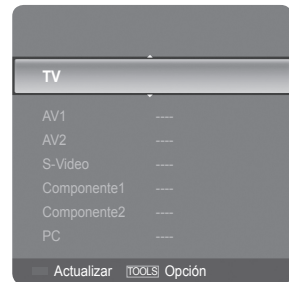 TV
AV1 ----
AV2 ----
S-Video ----
Componente1 ----
Componente2 ----
PC ----
Actualizar TOOLS Opción